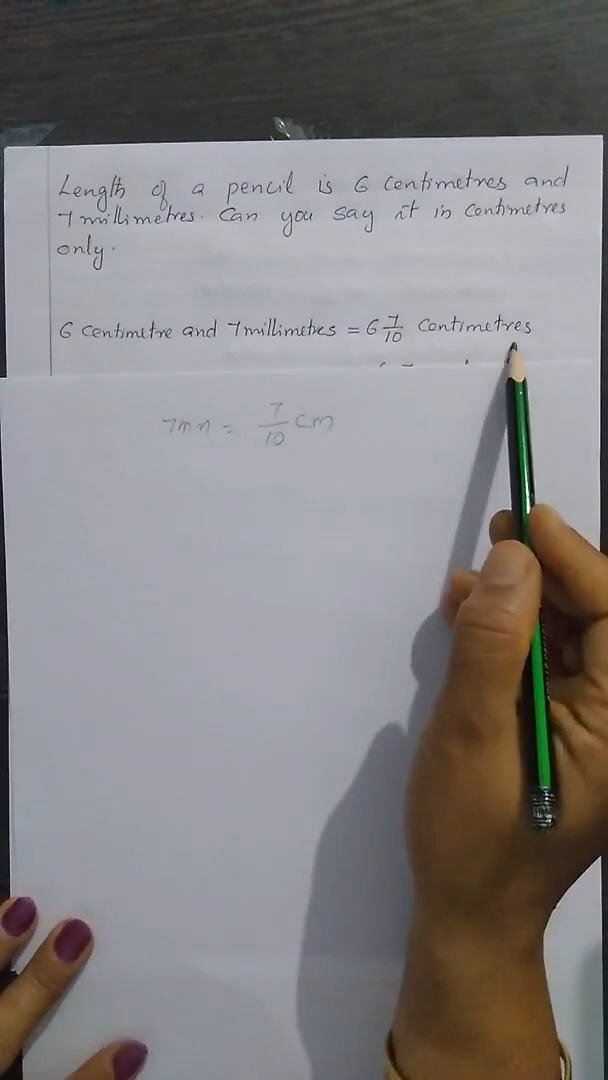 Length of a pencil is 6 Centimetres and
7 millimetres. Can you say it in Centimetres
only.
6 Centimetre and 7 millimetres = 6 7/10 Centimetres
7mm = 7/10 cm